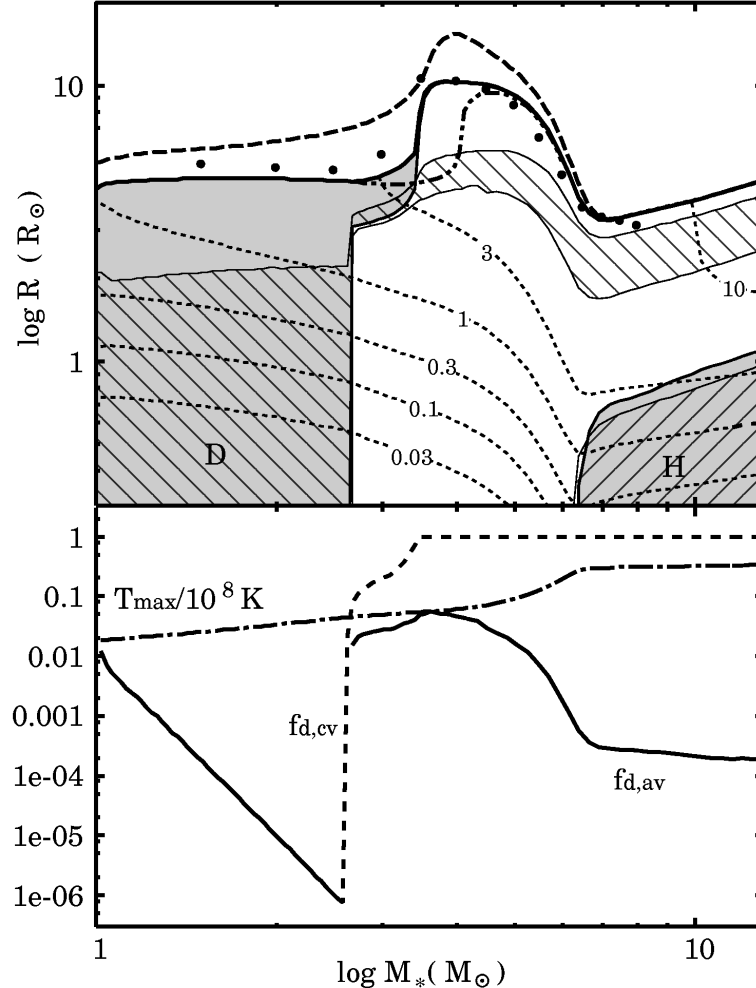 10
log R ( R⊙ )
1
3
1
0.3
0.1
0.03
10
D
H
1
0.1
0.01
0.001
1e-04
1e-05
1e-06
Tmax/10⁸ K
fd,cv
fd,av
1
10
log M*( M⊙ )